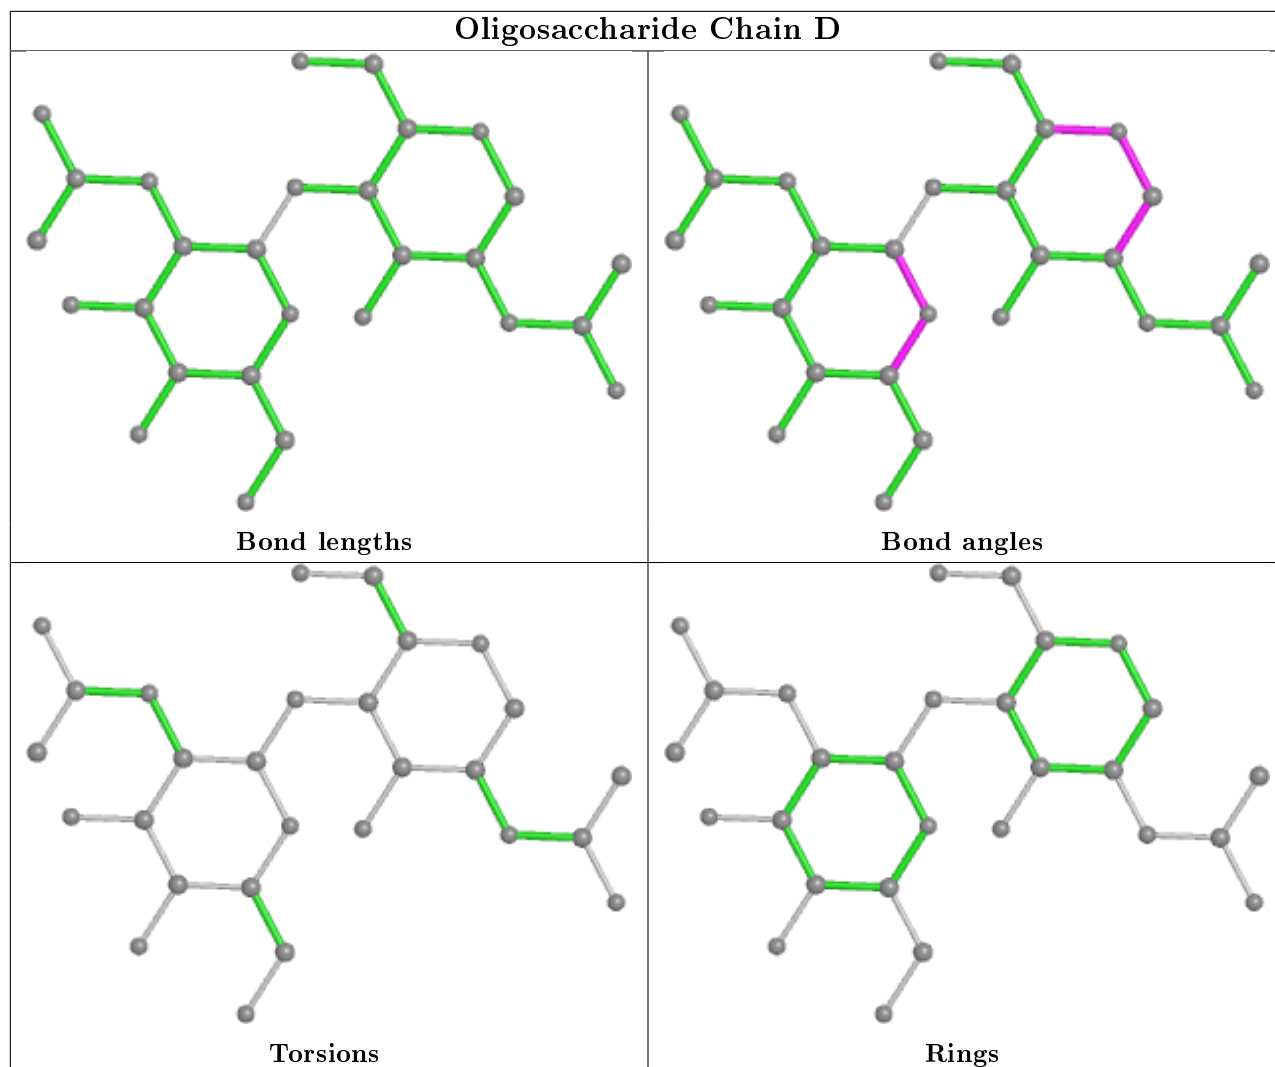 Oligosaccharide Chain D
Bond lengths
Bond angles
Torsions
Rings